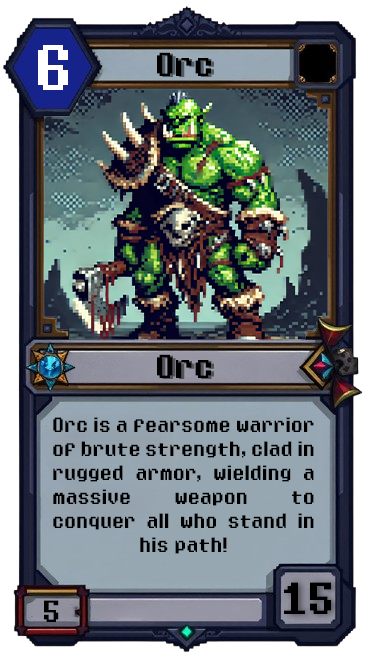 6
Orc
Orc
Orc is a fearsome warrior
of brute strength, clad in
rugged armor, wielding a
massive weapon to
conquer all who stand in
his path!
5
15